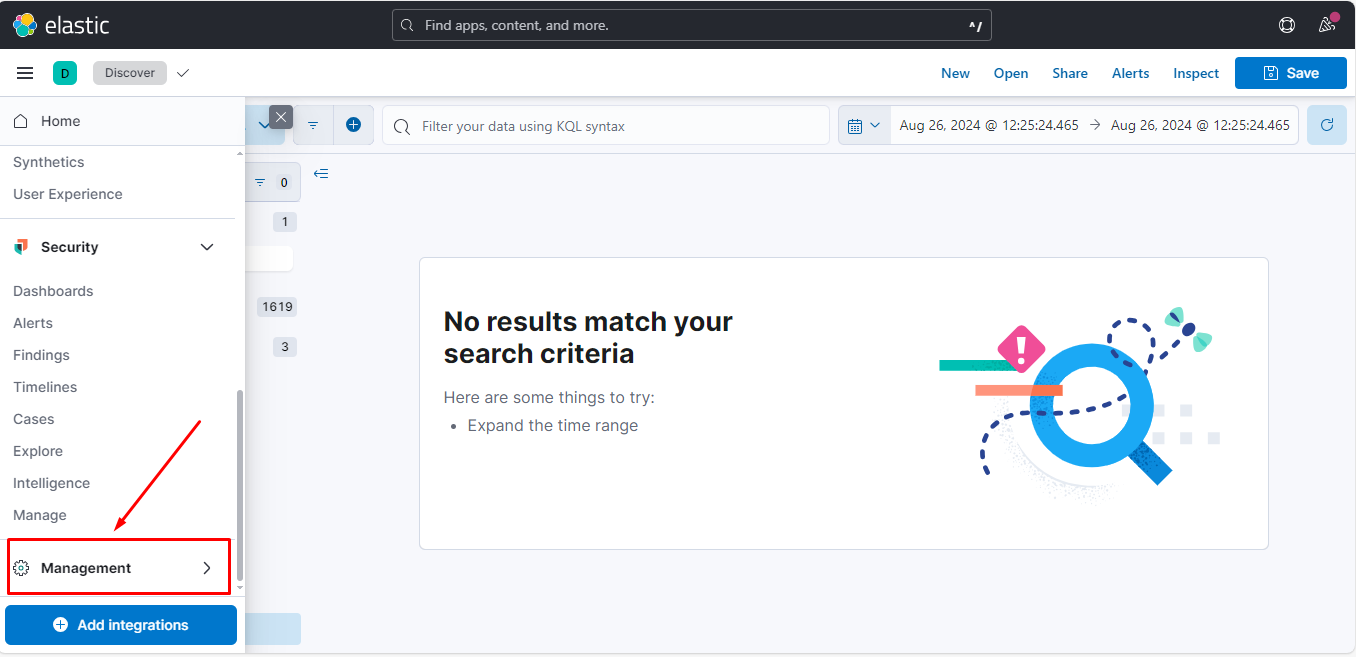 elastic
Find apps, content, and more.
^/
D
Discover
New
Open
Share
Alerts
Inspect
Save
Home
Filter your data using KQL syntax
Aug 26, 2024 @ 12:25:24.465 → Aug 26, 2024 @ 12:25:24.465
Synthetics
User Experience
0
1
Security
Dashboards
Alerts
Findings
Timelines
Cases
Explore
Intelligence
Manage
1619
3
Management
Add integrations
No results match your
search criteria
Here are some things to try:
• Expand the time range